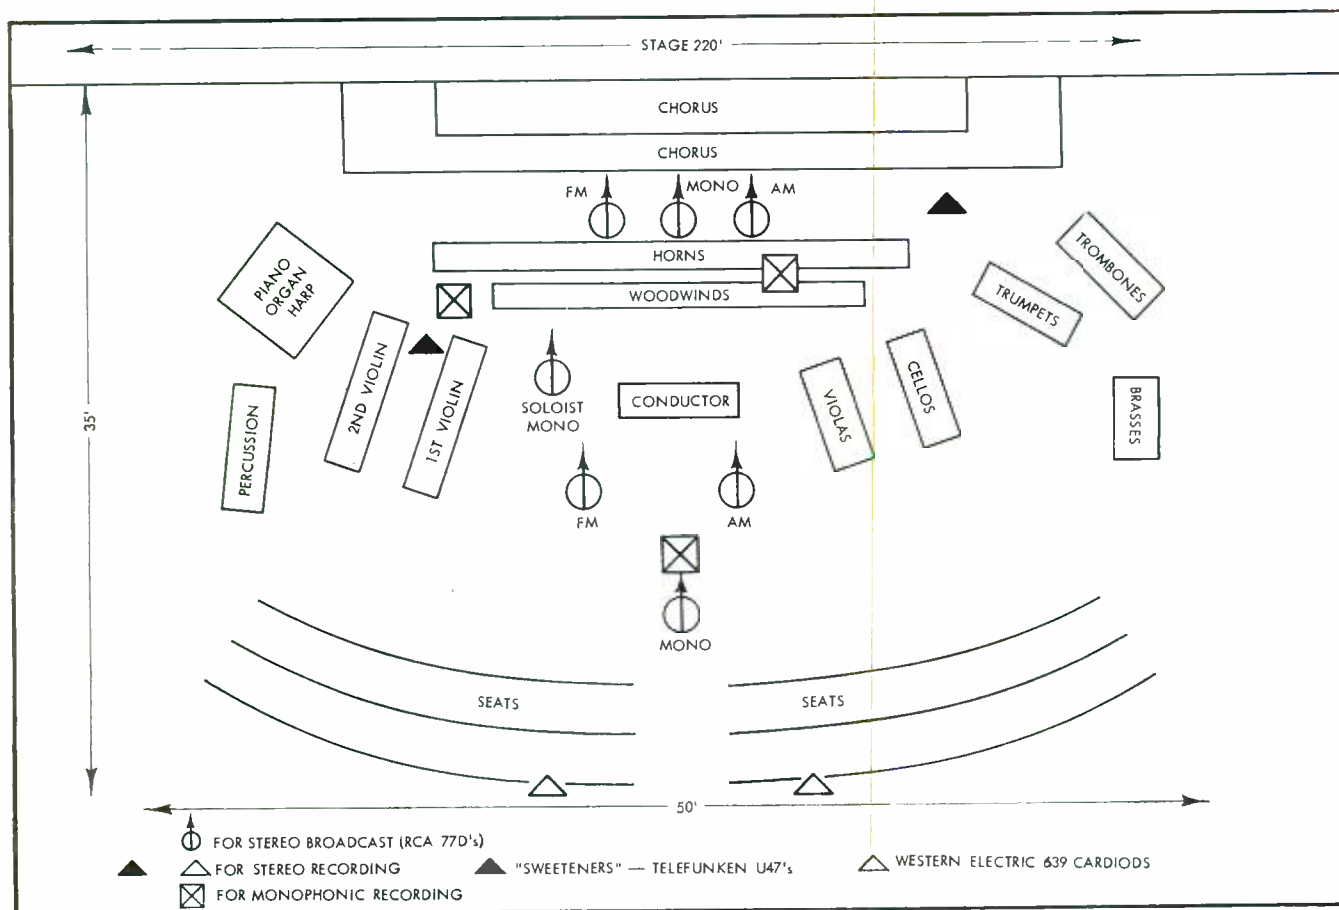 STAGE 220'
CHORUS
CHORUS
FM
MONO
AM
HORNS
WOODWINDS
PIANO
ORGAN
HARP
TROMBONES
TRUMPETS
2ND VIOLIN
1ST VIOLIN
SOLOIST
MONO
CONDUCTOR
VIOLAS
CELLOS
BRASSES
PERCUSSION
35'
FM
AM
MONO
SEATS
SEATS
50'
FOR STEREO BROADCAST (RCA 77D's)
FOR STEREO RECORDING
"SWEETENERS" — TELEFUNKEN U47's
WESTERN ELECTRIC 639 CARDIODS
FOR MONOPHONIC RECORDING